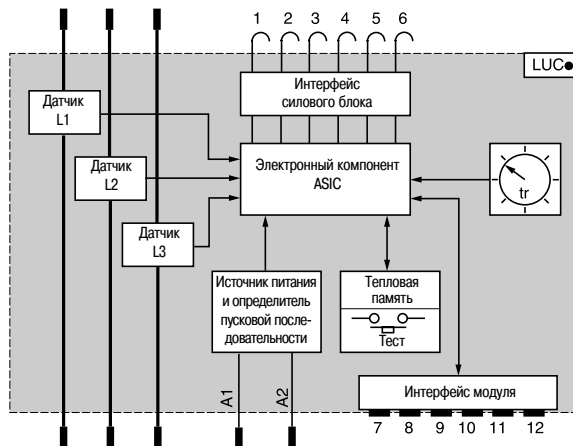 1 2 3 4 5 6
LUC●
Интерфейс
силового блока
Датчик
L1
Датчик
L2
Датчик
L3
Электронный компонент
ASIC
tr
Источник питания
и определитель
пусковой после-
довательности
Тепловая
память
Тест
A1
A2
Интерфейс модуля
7 8 9 10 11 12